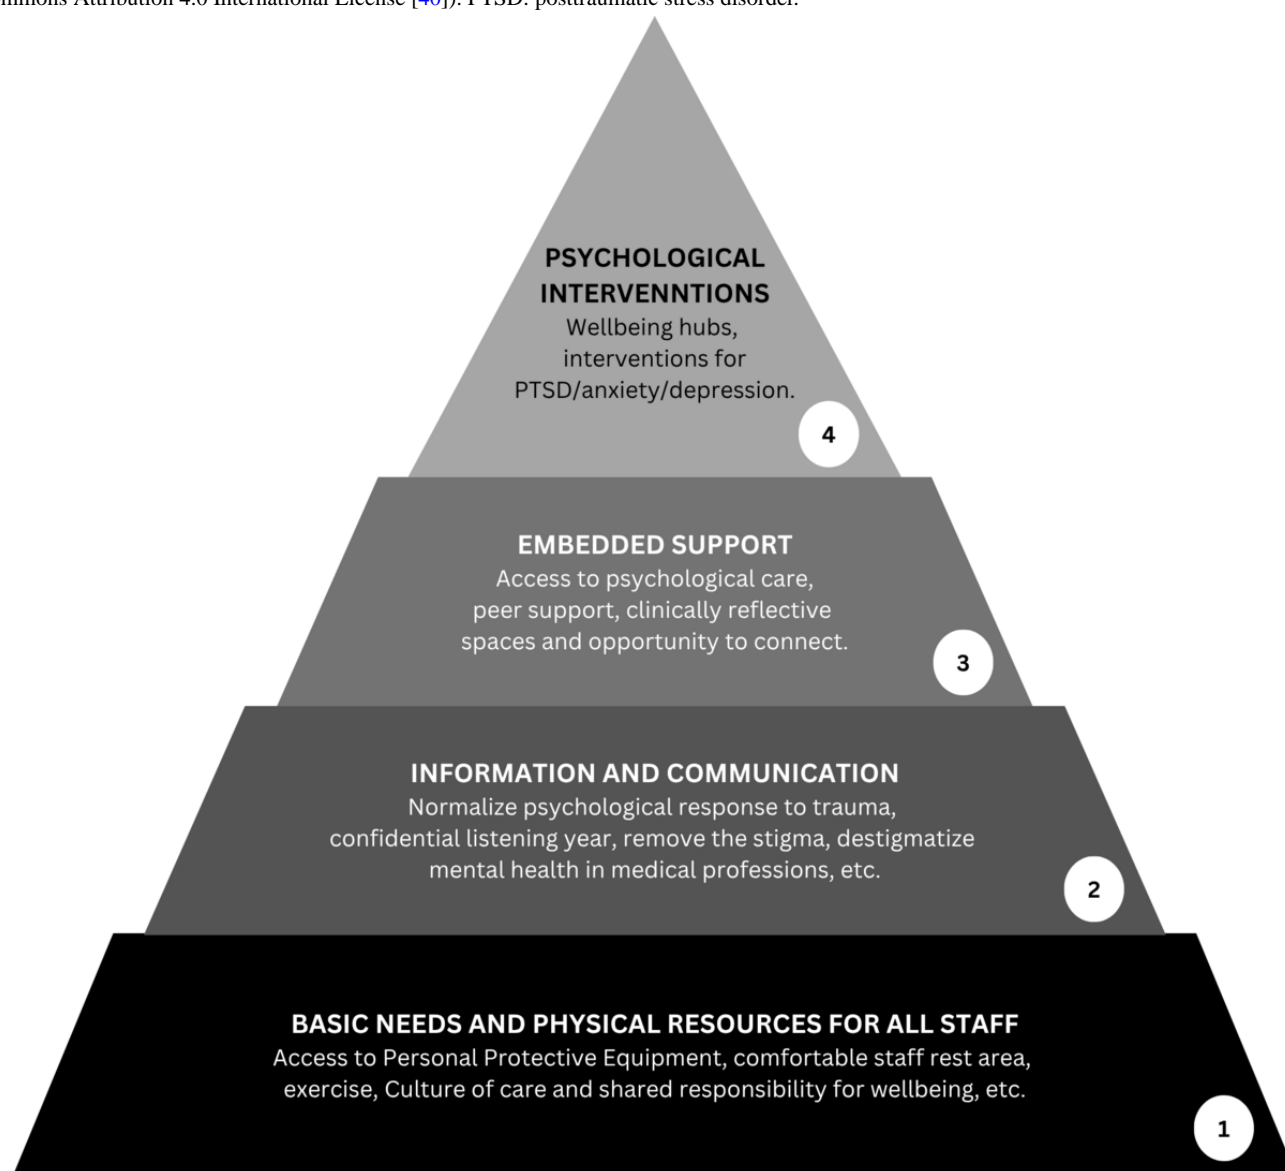 mmons Attribution 4.0 International License [40]). PTSD: posttraumatic stress disorder.
PSYCHOLOGICAL
INTERVENNTIONS
Wellbeing hubs,
interventions for
PTSD/anxiety/depression.
4
EMBEDDED SUPPORT
Access to psychological care,
peer support, clinically reflective
spaces and opportunity to connect.
3
INFORMATION AND COMMUNICATION
Normalize psychological response to trauma,
confidential listening year, remove the stigma, destigmatize
mental health in medical professions, etc.
2
BASIC NEEDS AND PHYSICAL RESOURCES FOR ALL STAFF
Access to Personal Protective Equipment, comfortable staff rest area,
exercise, Culture of care and shared responsibility for wellbeing, etc.
1